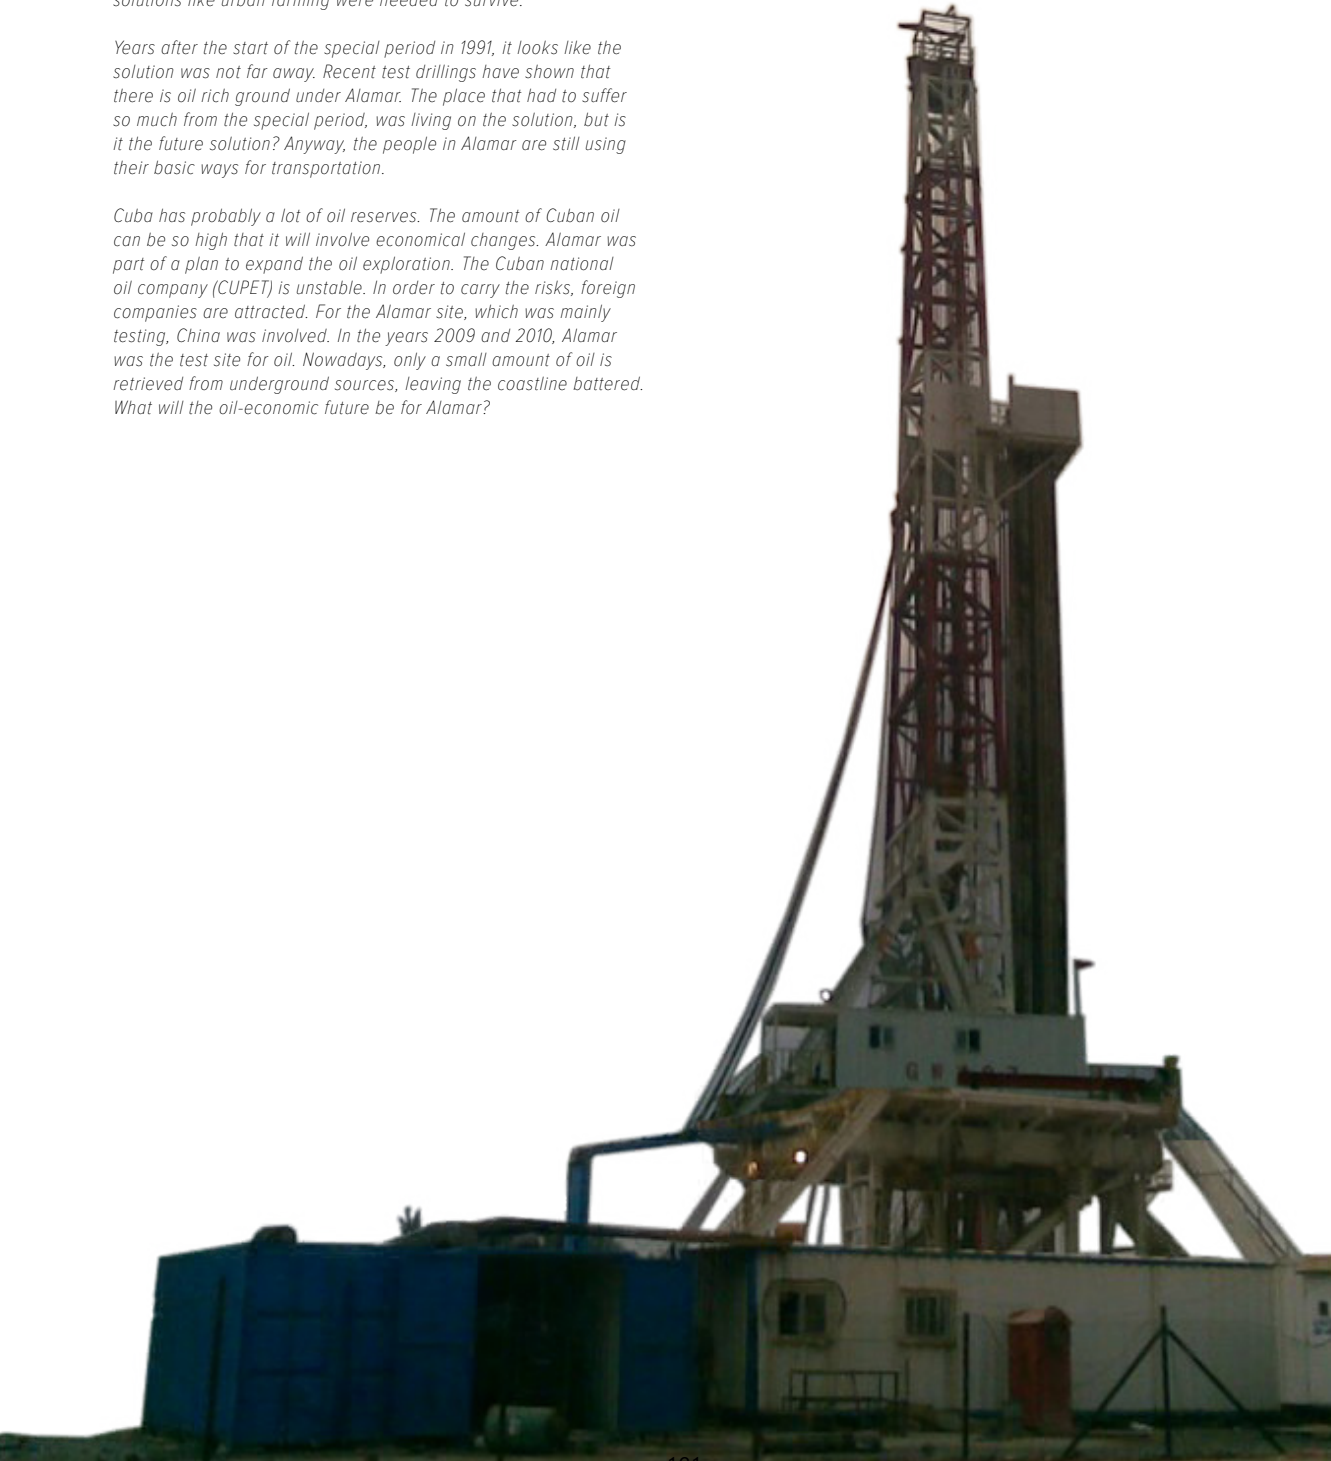 solutions like urban farming were needed to survive.
Years after the start of the special period in 1991, it looks like the
solution was not far away. Recent test drillings have shown that
there is oil rich ground under Alamar. The place that had to suffer
so much from the special period, was living on the solution, but is
it the future solution? Anyway, the people in Alamar are still using
their basic ways for transportation.
Cuba has probably a lot of oil reserves. The amount of Cuban oil
can be so high that it will involve economical changes. Alamar was
part of a plan to expand the oil exploration. The Cuban national
oil company (CUPET) is unstable. In order to carry the risks, foreign
companies are attracted. For the Alamar site, which was mainly
testing, China was involved. In the years 2009 and 2010, Alamar
was the test site for oil. Nowadays, only a small amount of oil is
retrieved from underground sources, leaving the coastline battered.
What will the oil-economic future be for Alamar?